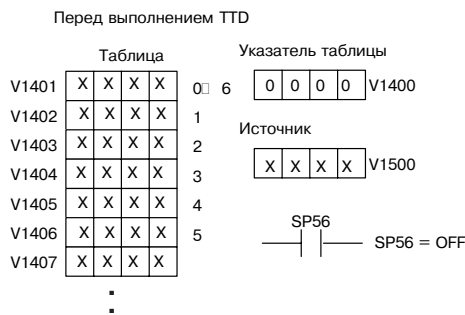 Перед выполнением TTD
Таблица
Указатель таблицы
V1401 X X X X 0□ 6
0 0 0 0 V1400
V1402 X X X X 1
Источник
V1403 X X X X 2
X X X X V1500
V1404 X X X X 3
V1405 X X X X 4
SP56
V1406 X X X X 5
SP56 = OFF
V1407 X X X X